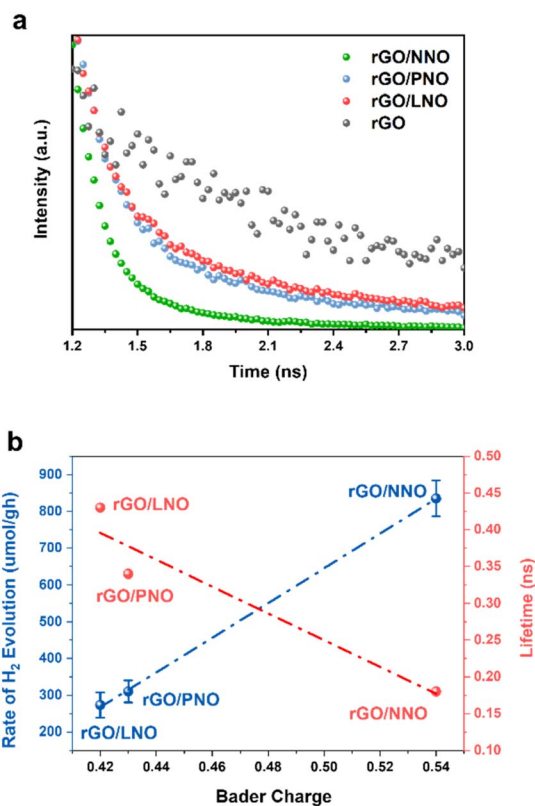 a
Intensity (a.u.)
rGO/NNO
rGO/PNO
rGO/LNO
rGO
1.2 1.5 1.8 2.1 2.4 2.7 3.0
Time (ns)
b
Rate of H₂ Evolution (umol/gh)
900
800
700
600
500
400
300
200
rGO/LNO
rGO/PNO
rGO/NNO
rGO/PNO
rGO/LNO
rGO/NNO
0.50
0.45
0.40
0.35
0.30
0.25
0.20
0.15
0.10
Lifetime (ns)
0.42 0.44 0.46 0.48 0.50 0.52 0.54
Bader Charge